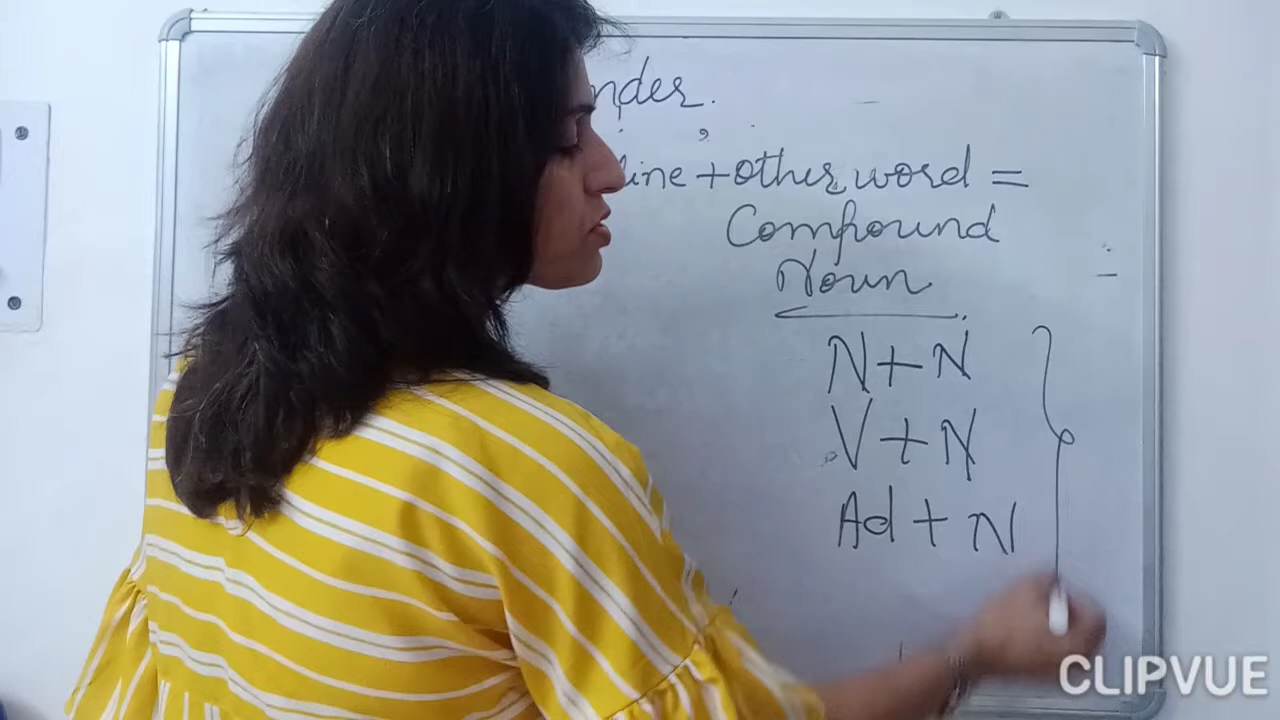 nder.
line + other word =
Compound
Noun
N + N
V + N
Ad + N
CLIPVUE